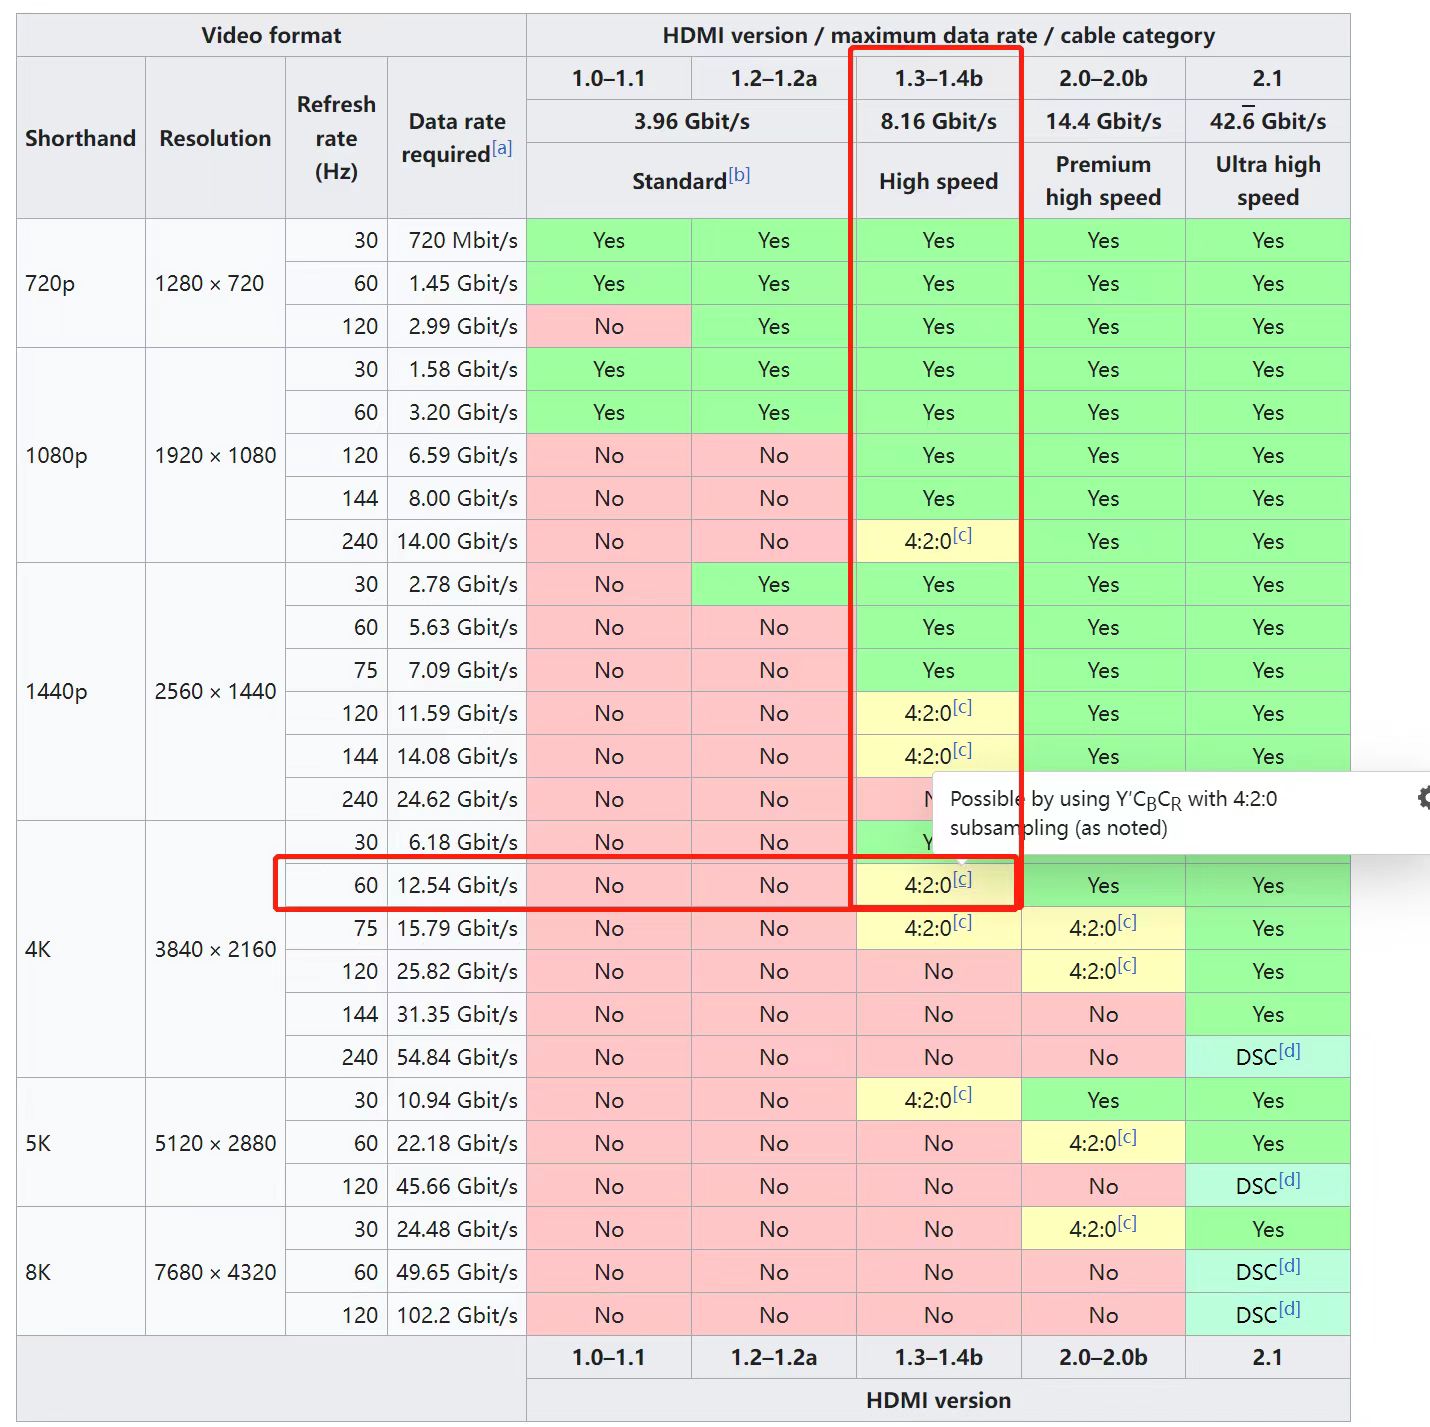 Video format HDMI version / maximum data rate / cable category
Shorthand Resolution Refresh rate (Hz) Data rate required[a] 1.0–1.1 1.2–1.2a 1.3–1.4b 2.0–2.0b 2.1
3.96 Gbit/s 8.16 Gbit/s 14.4 Gbit/s 42.6̅ Gbit/s
Standard[b] High speed Premium high speed Ultra high speed
720p 1280 × 720 30 720 Mbit/s Yes Yes Yes Yes Yes
60 1.45 Gbit/s Yes Yes Yes Yes Yes
120 2.99 Gbit/s No Yes Yes Yes Yes
1080p 1920 × 1080 30 1.58 Gbit/s Yes Yes Yes Yes Yes
60 3.20 Gbit/s Yes Yes Yes Yes Yes
120 6.59 Gbit/s No No Yes Yes Yes
144 8.00 Gbit/s No No Yes Yes Yes
240 14.00 Gbit/s No No 4:2:0[c] Yes Yes
1440p 2560 × 1440 30 2.78 Gbit/s No Yes Yes Yes Yes
60 5.63 Gbit/s No No Yes Yes Yes
75 7.09 Gbit/s No No Yes Yes Yes
120 11.59 Gbit/s No No 4:2:0[c] Yes Yes
144 14.08 Gbit/s No No 4:2:0[c] Yes Yes
240 24.62 Gbit/s No No
Possible by using Y′CBCR with 4:2:0
subsampling (as noted)
4K 3840 × 2160 30 6.18 Gbit/s No No
60 12.54 Gbit/s No No 4:2:0[c] Yes Yes
75 15.79 Gbit/s No No 4:2:0[c] 4:2:0[c] Yes
120 25.82 Gbit/s No No No 4:2:0[c] Yes
144 31.35 Gbit/s No No No No Yes
240 54.84 Gbit/s No No No No DSC[d]
5K 5120 × 2880 30 10.94 Gbit/s No No 4:2:0[c] Yes Yes
60 22.18 Gbit/s No No No 4:2:0[c] Yes
120 45.66 Gbit/s No No No No DSC[d]
8K 7680 × 4320 30 24.48 Gbit/s No No No 4:2:0[c] Yes
60 49.65 Gbit/s No No No No DSC[d]
120 102.2 Gbit/s No No No No DSC[d]
1.0–1.1 1.2–1.2a 1.3–1.4b 2.0–2.0b 2.1
HDMI version